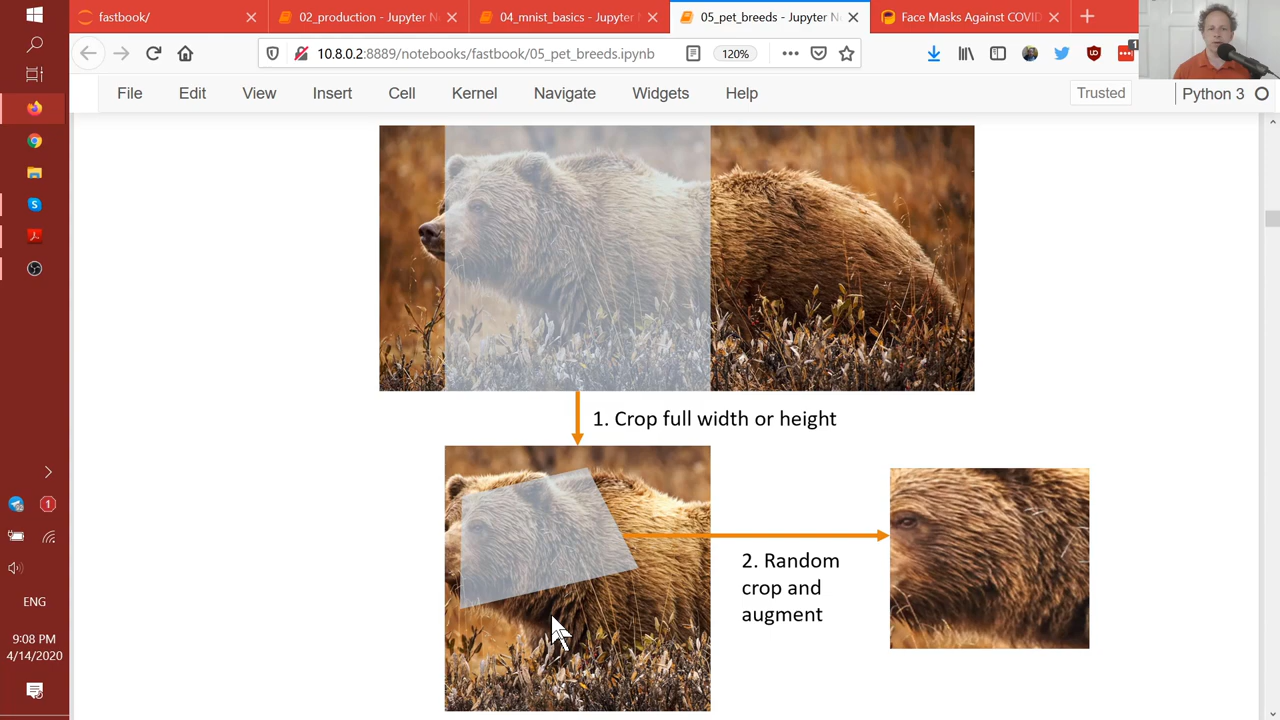 fastbook/
02_production - Jupyter N
04_mnist_basics - Jupyter N
05_pet_breeds - Jupyter N
Face Masks Against COVID
10.8.0.2:8889/notebooks/fastbook/05_pet_breeds.ipynb
120%
1
File Edit View Insert Cell Kernel Navigate Widgets Help
Trusted
Python 3
1. Crop full width or height
2. Random
crop and
augment
1
ENG
9:08 PM
4/14/2020